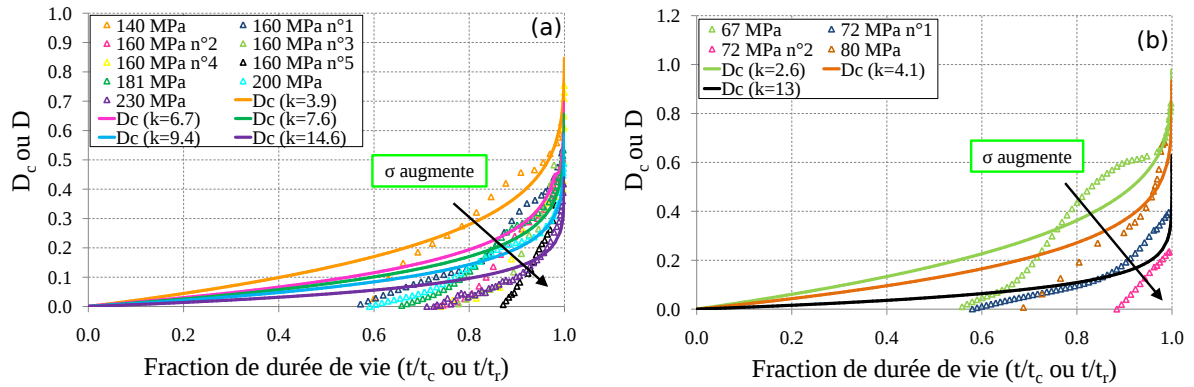 (a)
140 MPa
160 MPa n°1
160 MPa n°2
160 MPa n°3
160 MPa n°4
160 MPa n°5
181 MPa
200 MPa
230 MPa
Dc (k=3.9)
Dc (k=6.7)
Dc (k=7.6)
Dc (k=9.4)
Dc (k=14.6)
σ augmente
D_c ou D
1.0
0.9
0.8
0.7
0.6
0.5
0.4
0.3
0.2
0.1
0.0
0.0 0.2 0.4 0.6 0.8 1.0
Fraction de durée de vie (t/t_c ou t/t_r)
(b)
67 MPa
72 MPa n°1
72 MPa n°2
80 MPa
Dc (k=2.6)
Dc (k=4.1)
Dc (k=13)
σ augmente
D_c ou D
1.2
1.0
0.8
0.6
0.4
0.2
0.0
0.0 0.2 0.4 0.6 0.8 1.0
Fraction de durée de vie (t/t_c ou t/t_r)